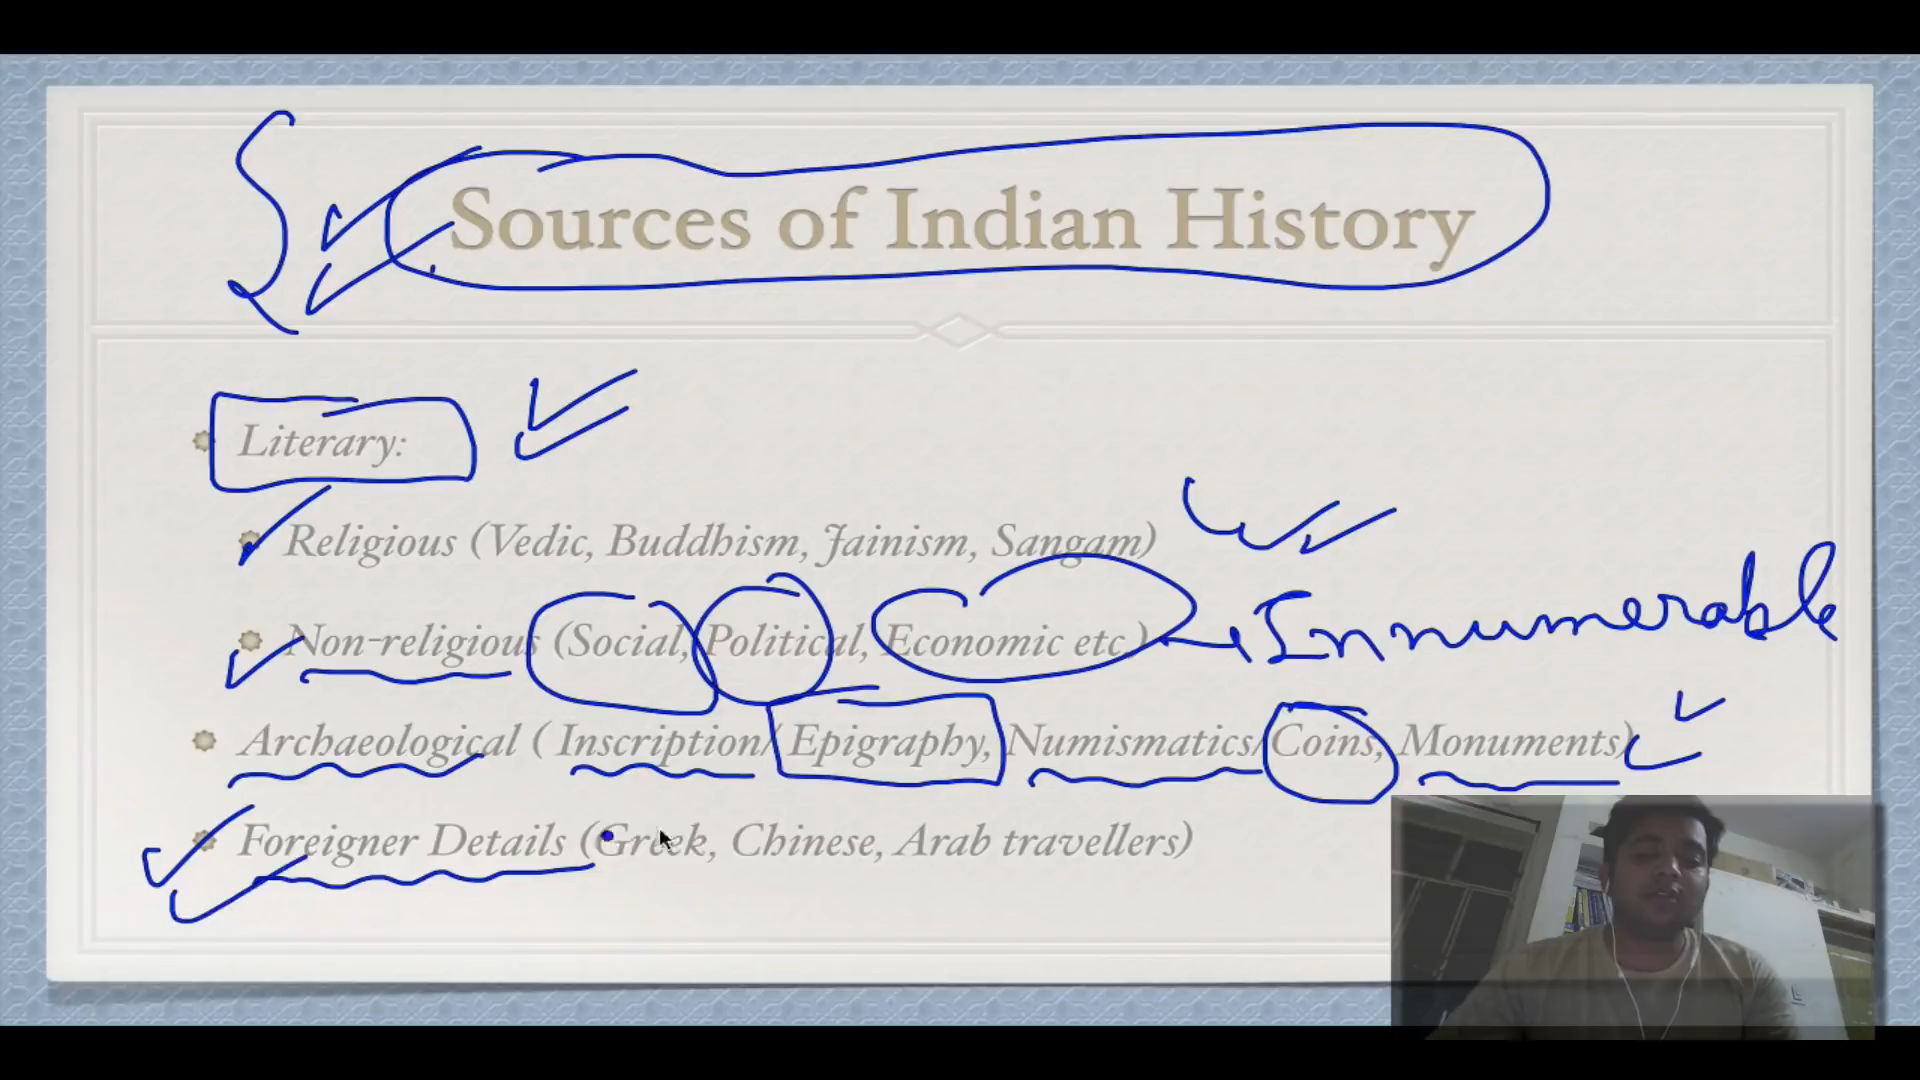 Sources of Indian History
Literary:
Religious (Vedic, Buddhism, Jainism, Sangam)
Non-religious (Social, Political, Economic etc.)
Innumerable
Archaeological ( Inscription/ Epigraphy, Numismatics/ Coins, Monuments)
Foreigner Details (Greek, Chinese, Arab travellers)